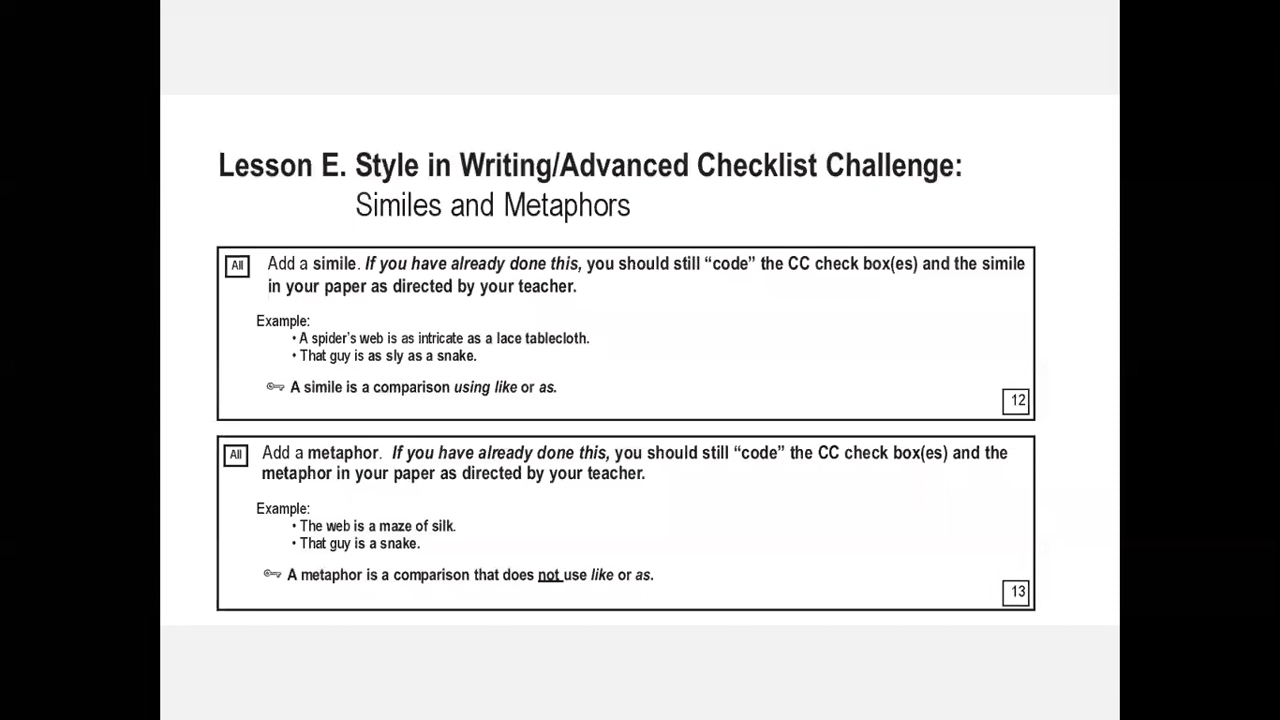 Lesson E. Style in Writing/Advanced Checklist Challenge:
Similes and Metaphors
All
Add a simile. If you have already done this, you should still “code” the CC check box(es) and the simile
in your paper as directed by your teacher.
Example:
• A spider’s web is as intricate as a lace tablecloth.
• That guy is as sly as a snake.
A simile is a comparison using like or as.
12
All
Add a metaphor. If you have already done this, you should still “code” the CC check box(es) and the
metaphor in your paper as directed by your teacher.
Example:
• The web is a maze of silk.
• That guy is a snake.
A metaphor is a comparison that does not use like or as.
13